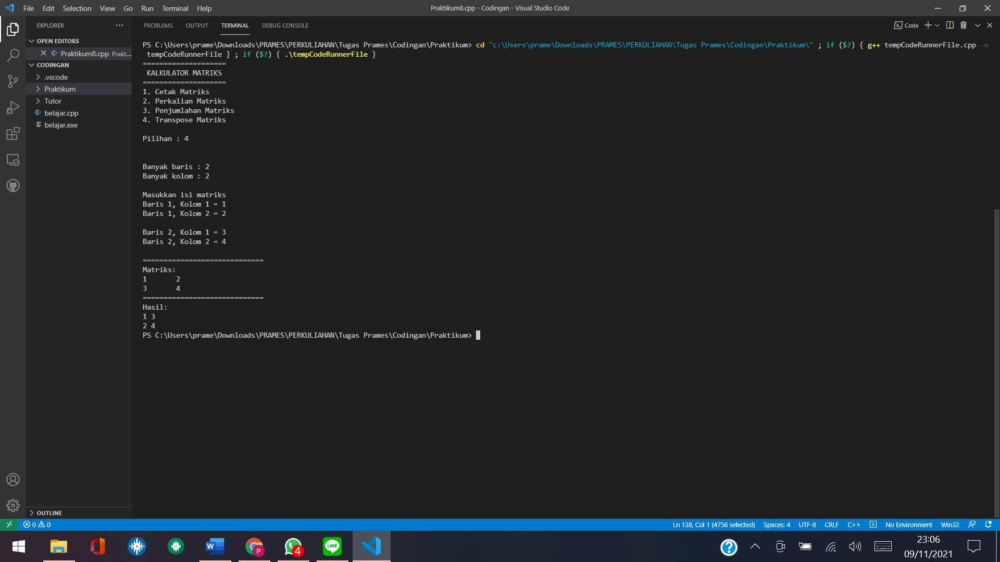 File Edit Selection View Go Run Terminal Help
Praktikum8.cpp - Codingan - Visual Studio Code
EXPLORER
OPEN EDITORS
Praktikum8.cpp Prakt...
CODINGAN
.vscode
Praktikum
Tutor
belajar.cpp
belajar.exe
OUTLINE
PROBLEMS OUTPUT TERMINAL DEBUG CONSOLE
Code
PS C:\Users\prame\Downloads\PRAMES\PERKULIAHAN\Tugas Prames\Codingan\Praktikum> cd "c:\Users\prame\Downloads\PRAMES\PERKULIAHAN\Tugas Prames\Codingan\Praktikum\" ; if ($?) { g++ tempCodeRunnerFile.cpp -o
tempCodeRunnerFile } ; if ($?) { .\tempCodeRunnerFile }
====================
KALKULATOR MATRIKS
====================
1. Cetak Matriks
2. Perkalian Matriks
3. Penjumlahan Matriks
4. Transpose Matriks
Pilihan : 4
Banyak baris : 2
Banyak kolom : 2
Masukkan isi matriks
Baris 1, Kolom 1 = 1
Baris 1, Kolom 2 = 2
Baris 2, Kolom 1 = 3
Baris 2, Kolom 2 = 4
=============================
Matriks:
1 2
3 4
=============================
Hasil:
1 3
2 4
PS C:\Users\prame\Downloads\PRAMES\PERKULIAHAN\Tugas Prames\Codingan\Praktikum>
0 0
Ln 138, Col 1 (4756 selected) Spaces: 4 UTF-8 CRLF C++ No Environment Win32
W P 4 LINE ?
23:06
09/11/2021